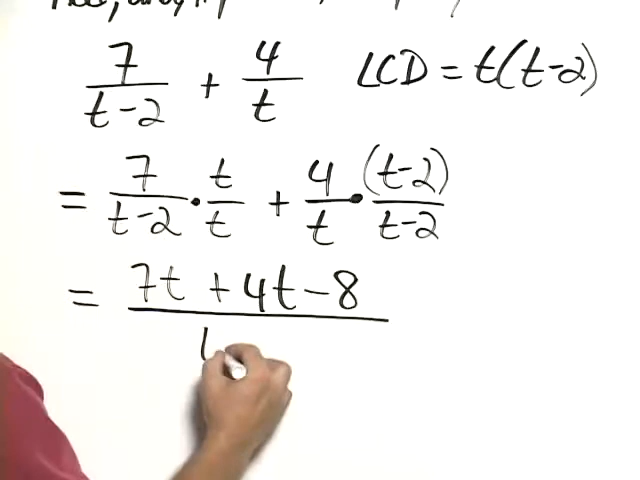 7/(t-2) + 4/t LCD = t(t-2)
= 7/(t-2) · t/t + 4/t · (t-2)/(t-2)
= (7t + 4t - 8)/